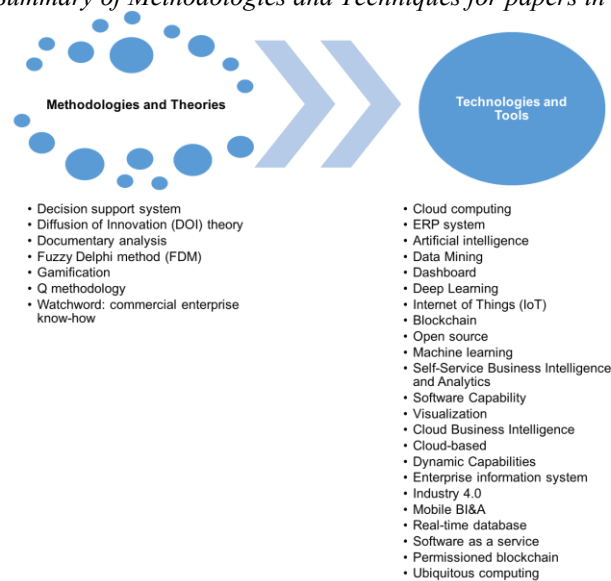 Summary of Methodologies and Techniques for papers in
Methodologies and Theories
Technologies and
Tools
• Decision support system
• Diffusion of Innovation (DOI) theory
• Documentary analysis
• Fuzzy Delphi method (FDM)
• Gamification
• Q methodology
• Watchword: commercial enterprise
know-how
• Cloud computing
• ERP system
• Artificial intelligence
• Data Mining
• Dashboard
• Deep Learning
• Internet of Things (IoT)
• Blockchain
• Open source
• Machine learning
• Self-Service Business Intelligence
and Analytics
• Software Capability
• Visualization
• Cloud Business Intelligence
• Cloud-based
• Dynamic Capabilities
• Enterprise information system
• Industry 4.0
• Mobile BI&A
• Real-time database
• Software as a service
• Permissioned blockchain
• Ubiquitous computing